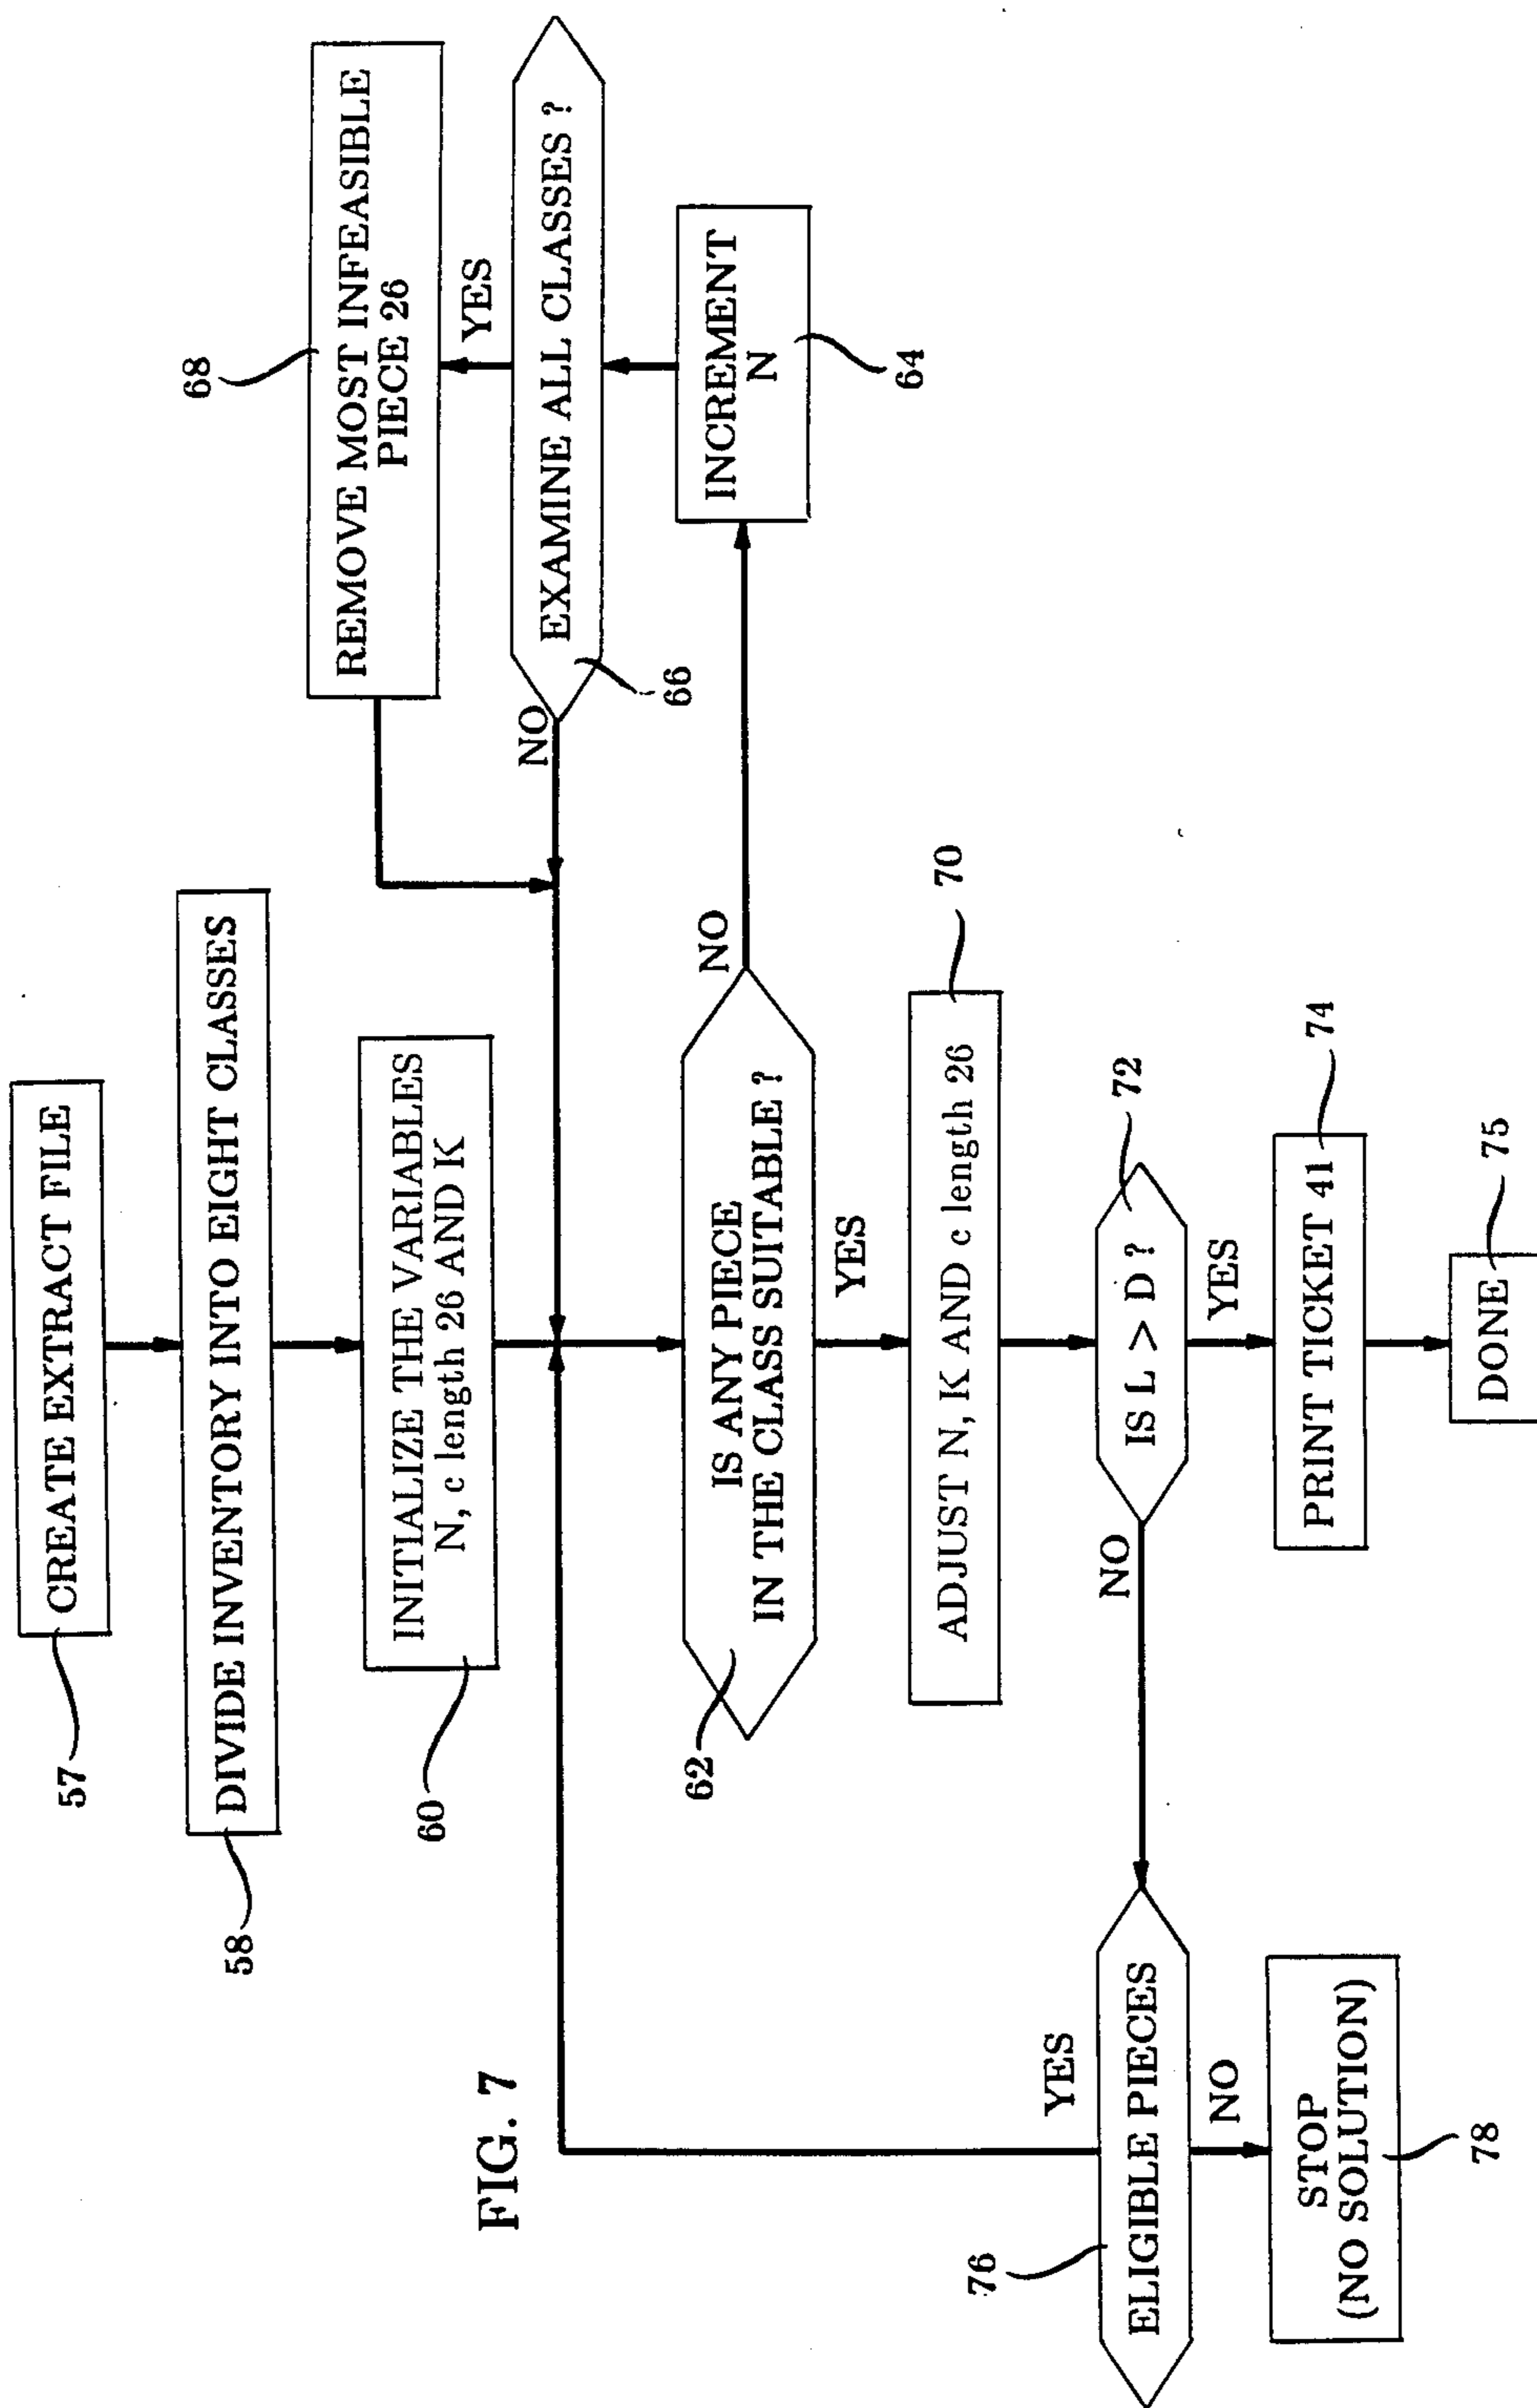 FIG. 7
57
CREATE EXTRACT FILE
58
DIVIDE INVENTORY INTO EIGHT CLASSES
60
INITIALIZE THE VARIABLES
N, c length 26 AND K
62
IS ANY PIECE
IN THE CLASS SUITABLE ?
NO
YES
INCREMENT
N
64
EXAMINE ALL CLASSES ?
66
NO
YES
REMOVE MOST INFEASIBLE
PIECE 26
68
ADJUST N, K AND c length 26
70
IS L > D ?
72
NO
YES
PRINT TICKET 41
74
DONE
75
ELIGIBLE PIECES
76
YES
NO
STOP
(NO SOLUTION)
78